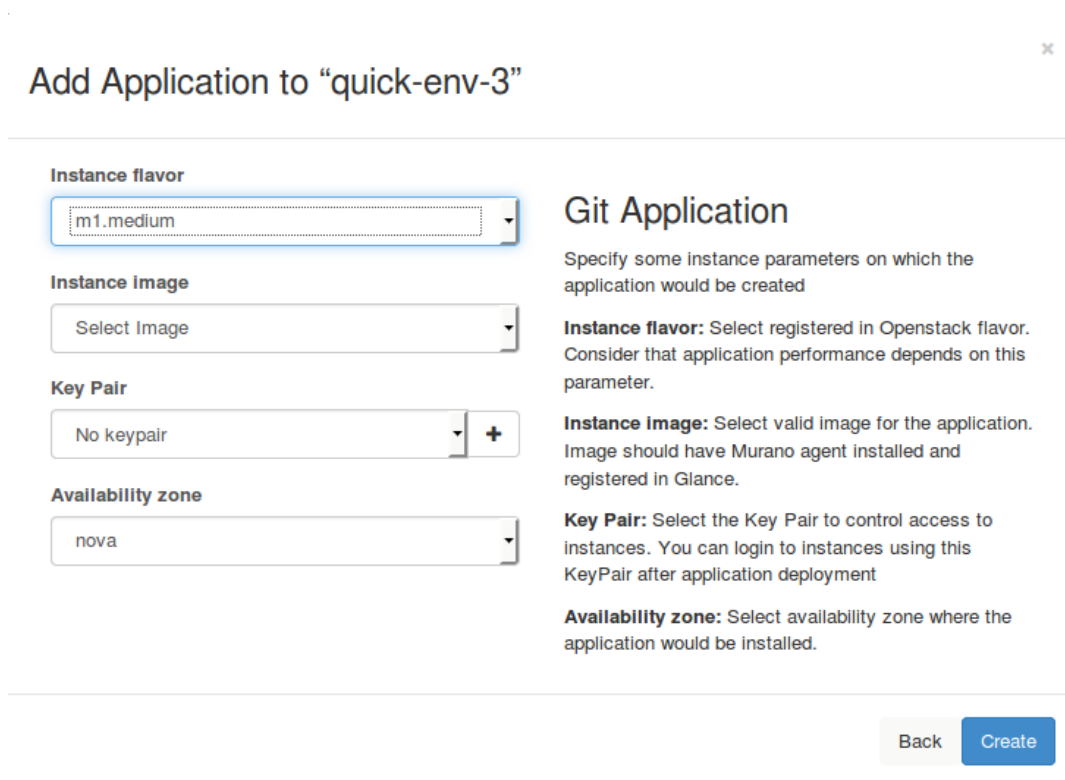 Add Application to “quick-env-3”
×
Instance flavor
m1.medium
Instance image
Select Image
Key Pair
No keypair
+
Availability zone
nova
Git Application
Specify some instance parameters on which the
application would be created
Instance flavor: Select registered in Openstack flavor.
Consider that application performance depends on this
parameter.
Instance image: Select valid image for the application.
Image should have Murano agent installed and
registered in Glance.
Key Pair: Select the Key Pair to control access to
instances. You can login to instances using this
KeyPair after application deployment
Availability zone: Select availability zone where the
application would be installed.
Back
Create